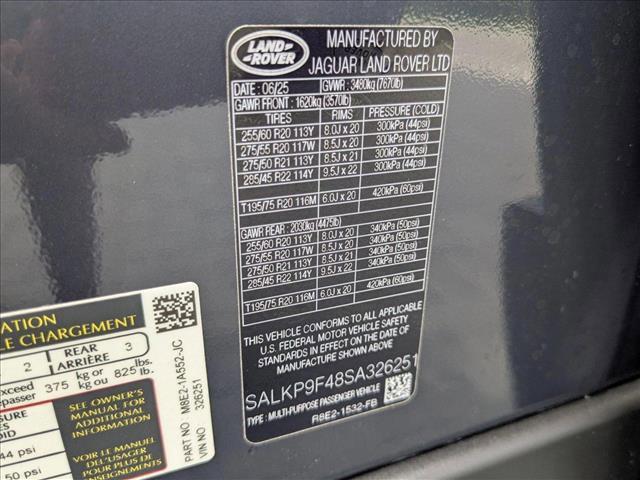 LAND-
ROVER
MANUFACTURED BY
JAGUAR LAND ROVER LTD
DATE : 06/25 GVWR : 3480kg (7670lb)
GAWR FRONT : 1620kg (3570lb)
TIRES RIMS PRESSURE (COLD)
255/60 R20 113Y 8.0J x 20 300kPa (44psi)
275/55 R20 117W 8.5J x 20 300kPa (44psi)
275/50 R21 113Y 8.5J x 21 300kPa (44psi)
285/45 R22 114Y 9.5J x 22 300kPa (44psi)
T195/75 R20 116M 6.0J x 20 420kPa (60psi)
GAWR REAR : 2030kg (4475lb)
255/60 R20 113Y 8.0J x 20 340kPa (50psi)
275/55 R20 117W 8.5J x 20 340kPa (50psi)
275/50 R21 113Y 8.5J x 21 340kPa (50psi)
285/45 R22 114Y 9.5J x 22 340kPa (50psi)
T195/75 R20 116M 6.0J x 20 420kPa (60psi)
THIS VEHICLE CONFORMS TO ALL APPLICABLE
U.S. FEDERAL MOTOR VEHICLE SAFETY
STANDARDS IN EFFECT ON THE DATE OF
MANUFACTURE SHOWN ABOVE.
SALKP9F48SA326251
TYPE : MULTI-PURPOSE PASSENGER VEHICLE
R8E2-1532-FB
CHARGEMENT
2 REAR 3
ARRIÈRE
exceed 375 kg or 825 lbs.
kg ou lb.
SEE OWNER'S
MANUAL FOR
ADDITIONAL
INFORMATION
44 psi
VOIR LE MANUEL
DE L'USAGER
POUR PLUS DE
RENSEIGNEMENTS
50 psi
PART No. M8E2-1A552-JC
VIN No 326251